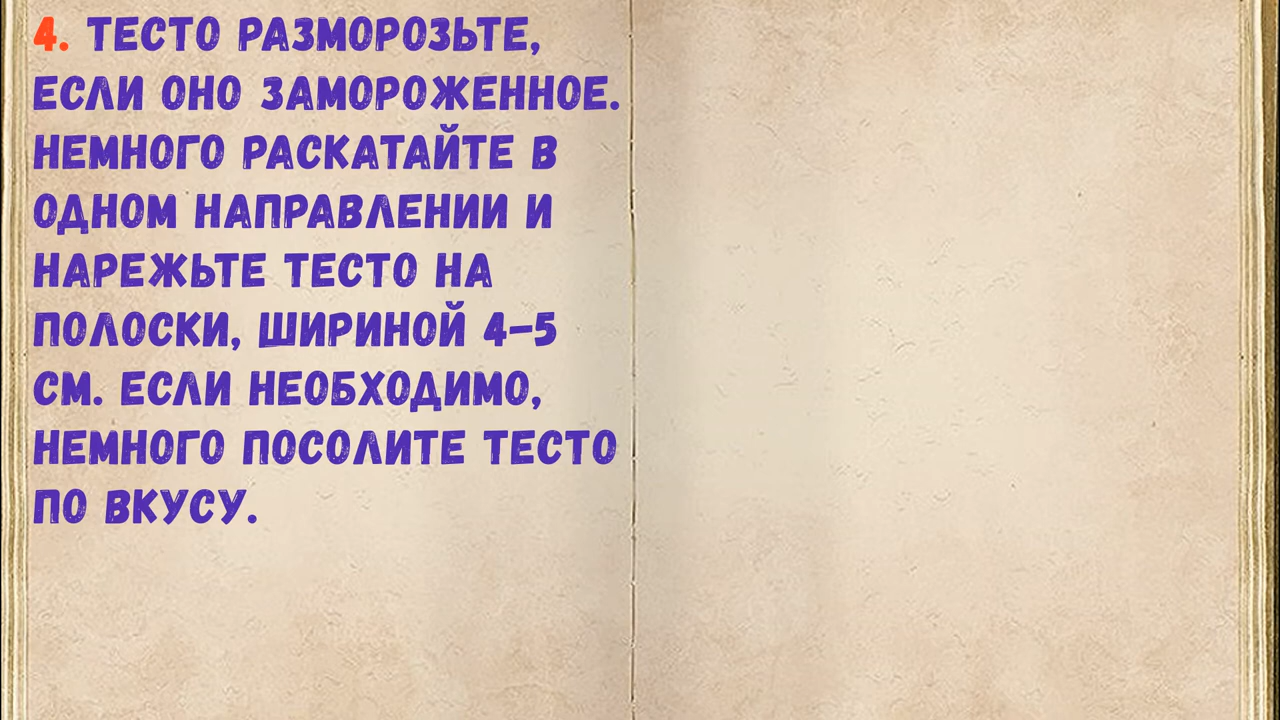 4. ТЕСТО РАЗМОРОЗЬТЕ,
ЕСЛИ ОНО ЗАМОРОЖЕННОЕ.
НЕМНОГО РАСКАТАЙТЕ В
ОДНОМ НАПРАВЛЕНИИ И
НАРЕЖЬТЕ ТЕСТО НА
ПОЛОСКИ, ШИРИНОЙ 4-5
СМ. ЕСЛИ НЕОБХОДИМО,
НЕМНОГО ПОСОЛИТЕ ТЕСТО
ПО ВКУСУ.